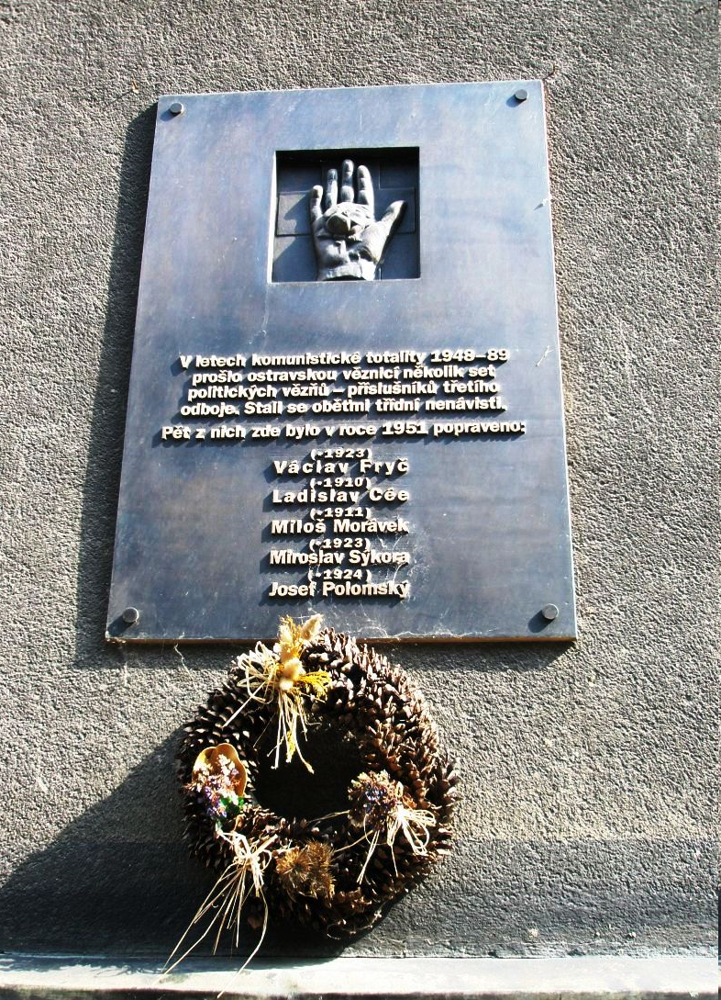 V letech komunistické totality 1948–89
prošlo ostravskou věznicí několik set
politických vězňů – příslušníků třetího
odboje. Stali se oběťmi třídní nenávisti.
Pět z nich zde bylo v roce 1951 popraveno:
(*1923)
Václav Fryč
(*1910)
Ladislav Cée
(*1911)
Miloš Morávek
(*1923)
Miroslav Sýkora
(*1924)
Josef Polomský